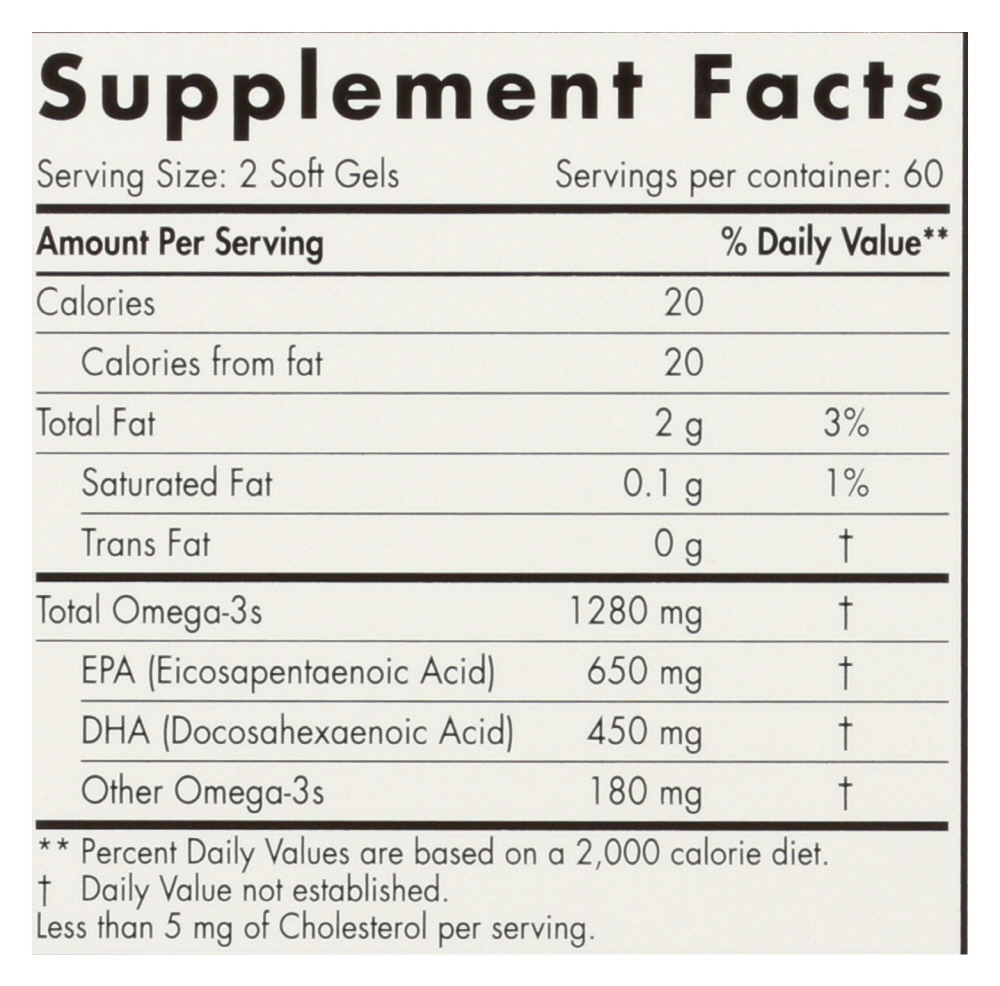 Supplement Facts
Serving Size: 2 Soft Gels Servings per container: 60
Amount Per Serving % Daily Value**
Calories 20
Calories from fat 20
Total Fat 2 g 3%
Saturated Fat 0.1 g 1%
Trans Fat 0 g †
Total Omega-3s 1280 mg †
EPA (Eicosapentaenoic Acid) 650 mg †
DHA (Docosahexaenoic Acid) 450 mg †
Other Omega-3s 180 mg †
** Percent Daily Values are based on a 2,000 calorie diet.
† Daily Value not established.
Less than 5 mg of Cholesterol per serving.